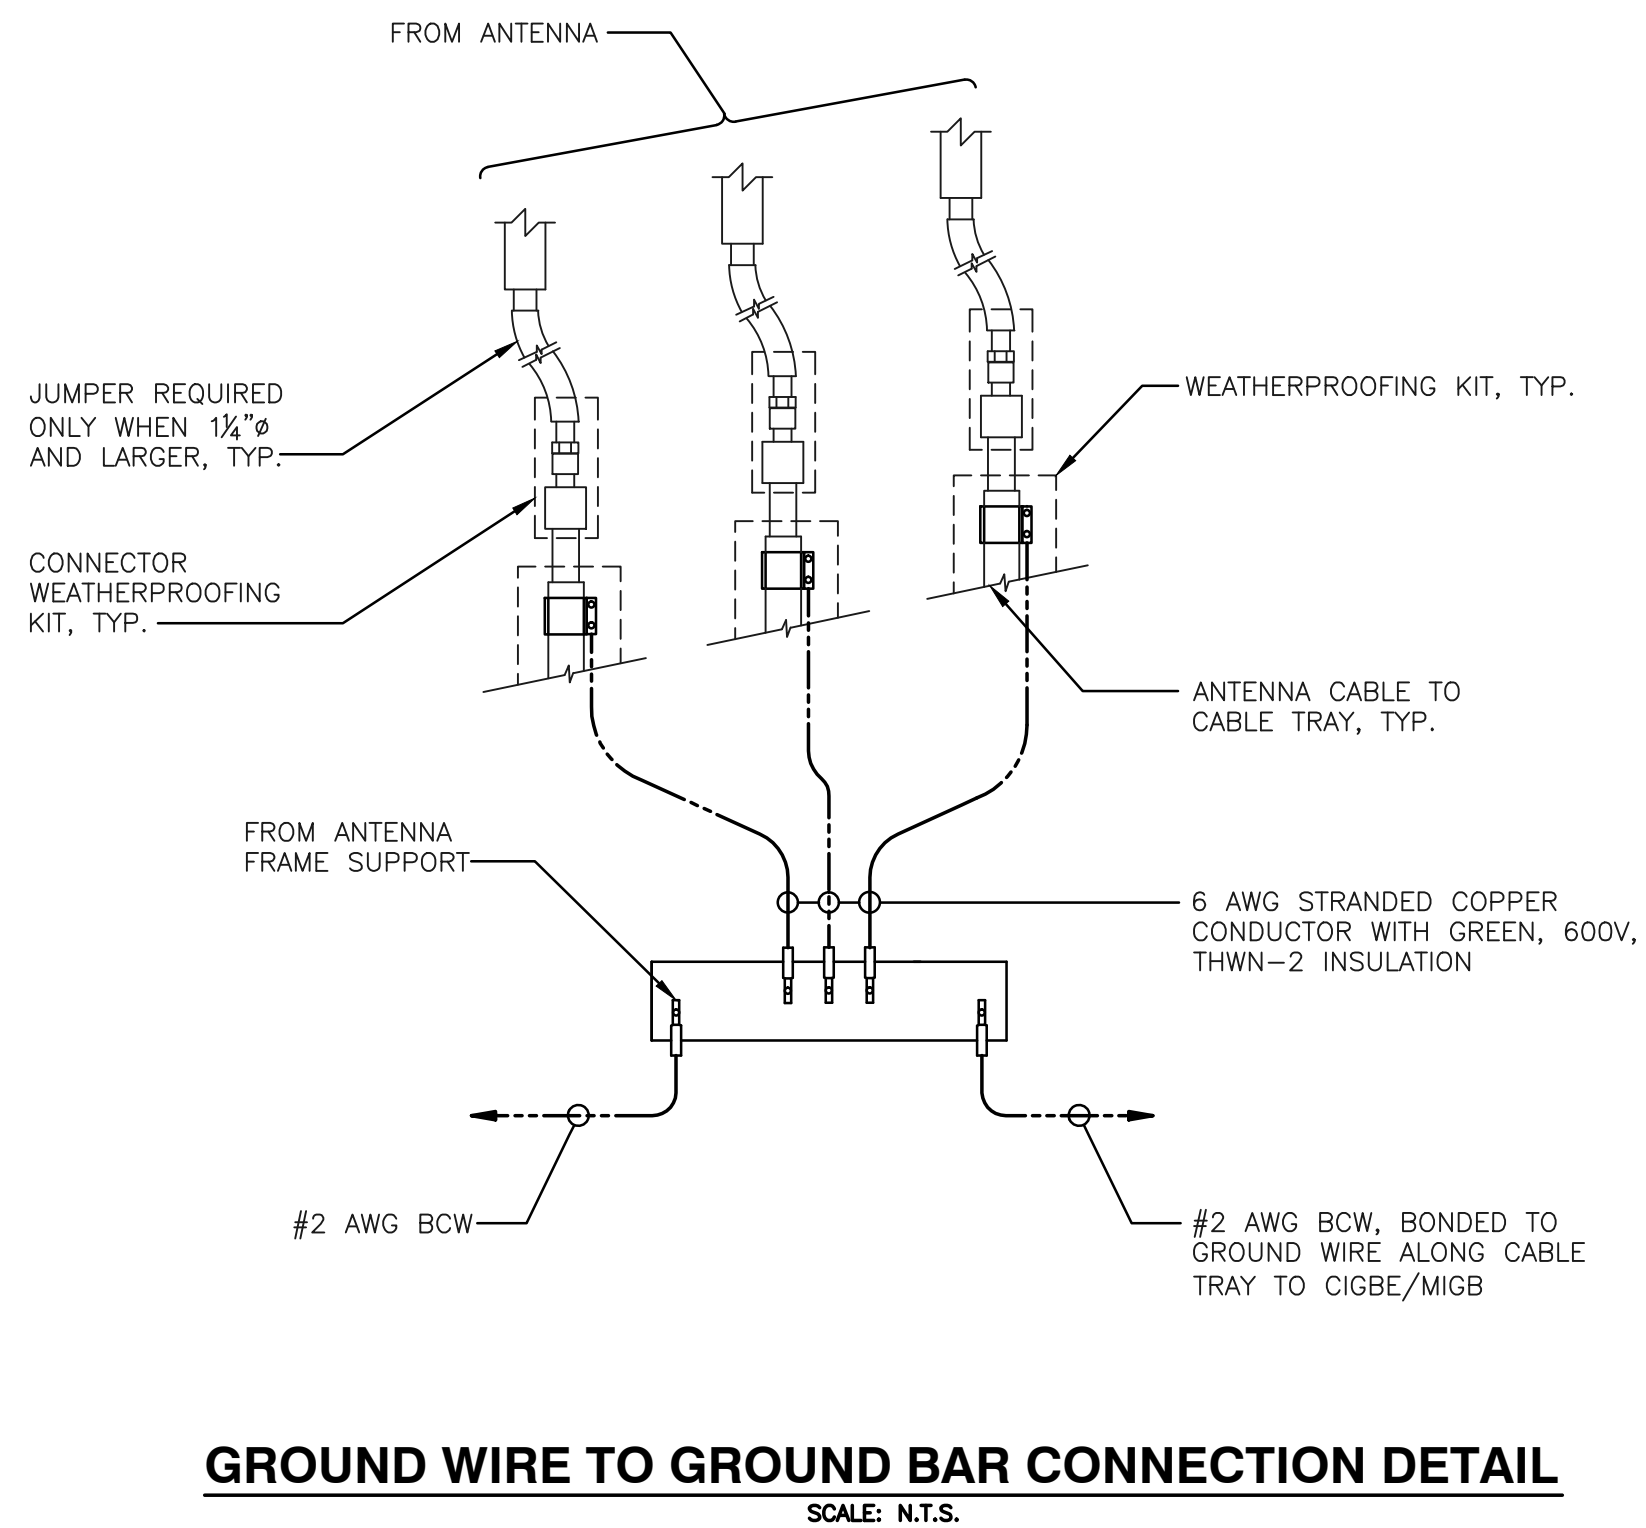 FROM ANTENNA
JUMPER REQUIRED
ONLY WHEN 1¼"ø
AND LARGER, TYP.
WEATHERPROOFING KIT, TYP.
CONNECTOR
WEATHERPROOFING
KIT, TYP.
ANTENNA CABLE TO
CABLE TRAY, TYP.
FROM ANTENNA
FRAME SUPPORT
6 AWG STRANDED COPPER
CONDUCTOR WITH GREEN, 600V,
THWN-2 INSULATION
#2 AWG BCW
#2 AWG BCW, BONDED TO
GROUND WIRE ALONG CABLE
TRAY TO CIGBE/MIGB
GROUND WIRE TO GROUND BAR CONNECTION DETAIL
SCALE: N.T.S.